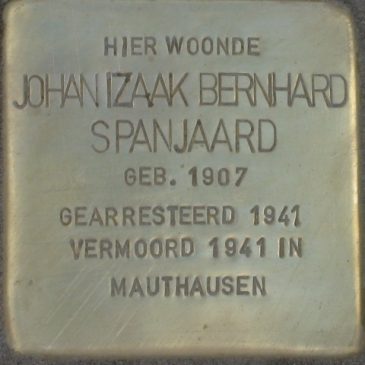 HIER WOONDE
JOHAN IZAAK BERNHARD
SPANJAARD
GEB. 1907
GEARRESTEERD 1941
VERMOORD 1941 IN
MAUTHAUSEN